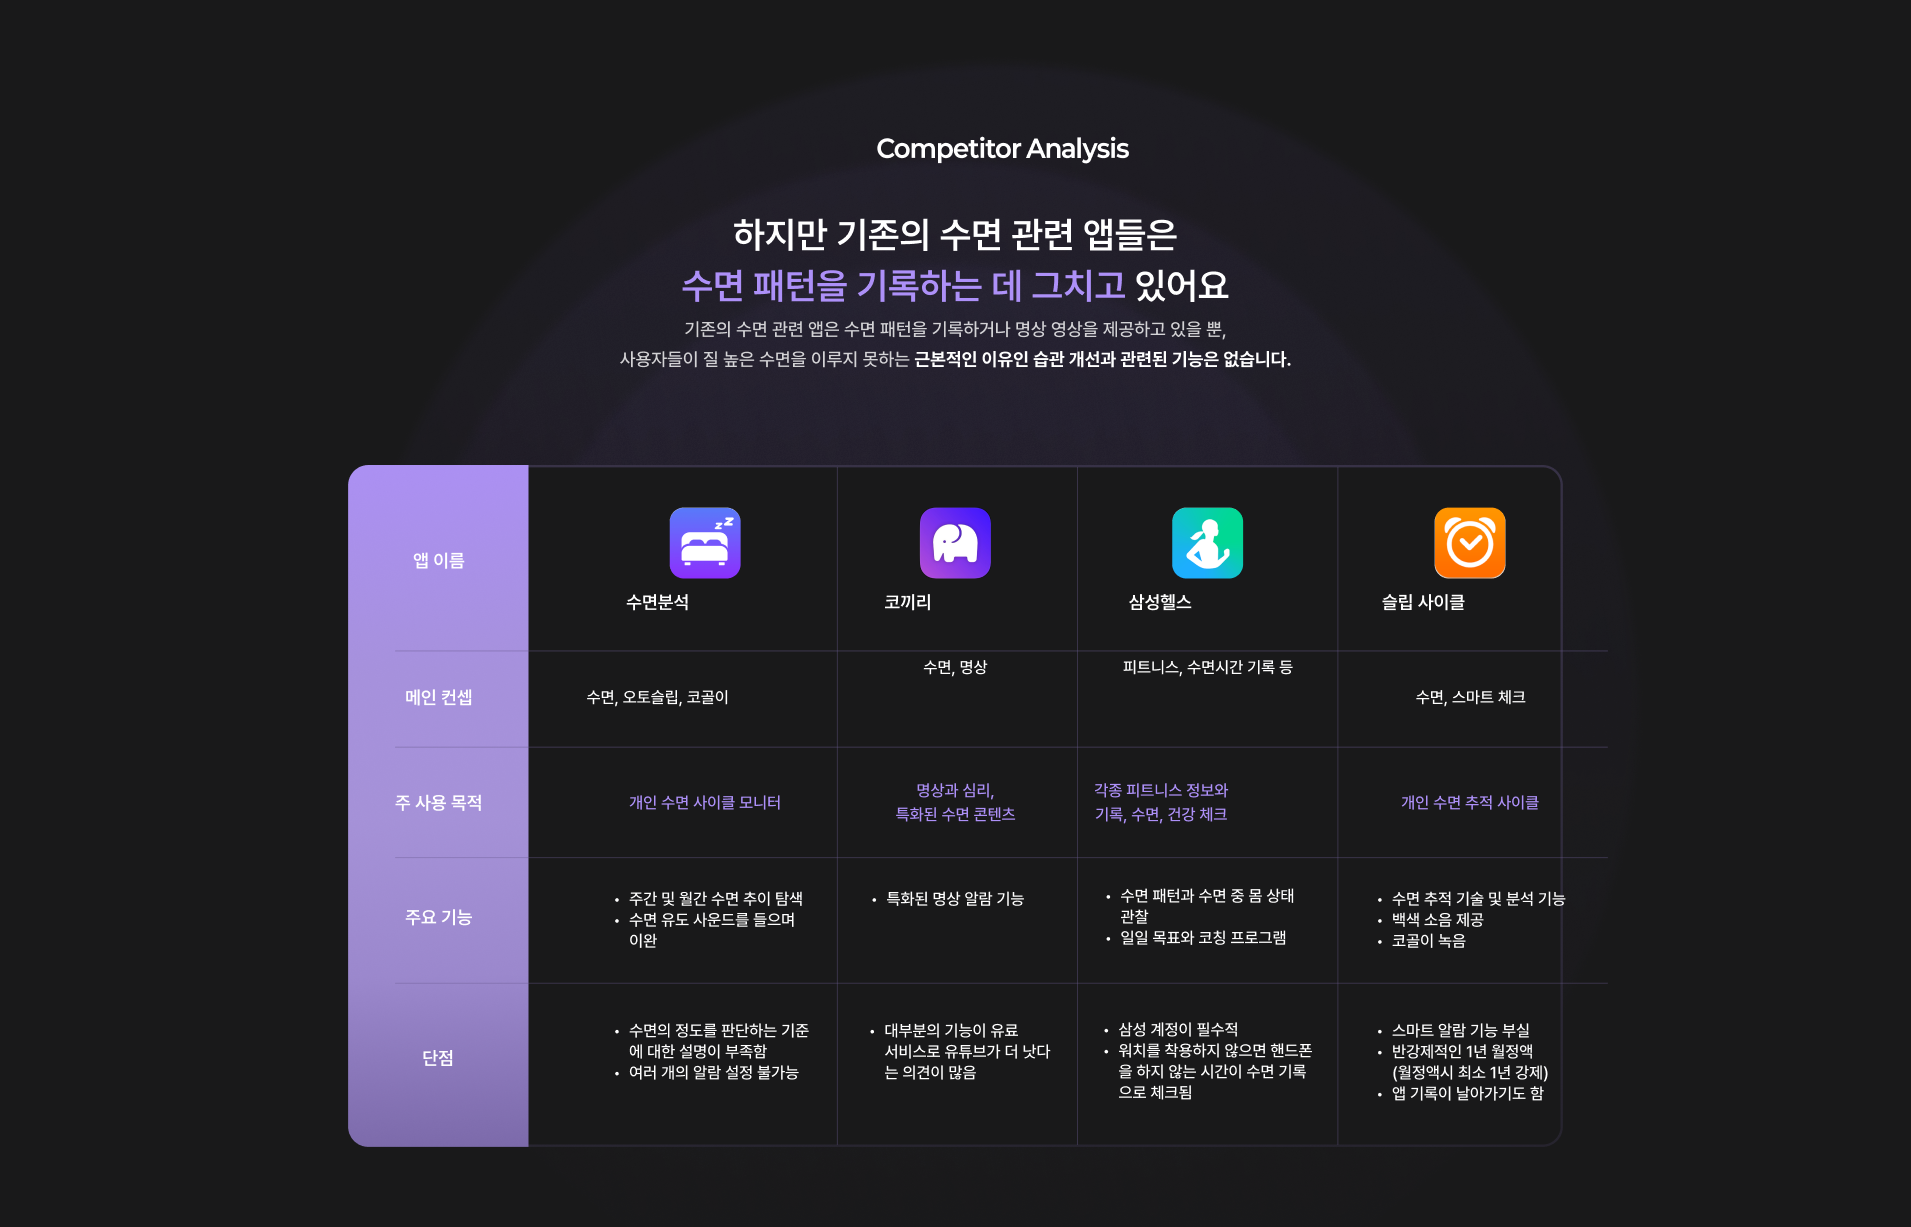 Competitor Analysis
하지만 기존의 수면 관련 앱들은
수면 패턴을 기록하는 데 그치고 있어요
기존의 수면 관련 앱은 수면 패턴을 기록하거나 명상 영상을 제공하고 있을 뿐,
사용자들이 질 높은 수면을 이루지 못하는 근본적인 이유인 습관 개선과 관련된 기능은 없습니다.
앱 이름
zz
수면분석
코끼리
삼성헬스
슬립 사이클
메인 컨셉
수면, 오토슬립, 코골이
수면, 명상
피트니스, 수면시간 기록 등
수면, 스마트 체크
주 사용 목적
개인 수면 사이클 모니터
명상과 심리,
특화된 수면 콘텐츠
각종 피트니스 정보와
기록, 수면, 건강 체크
개인 수면 추적 사이클
주요 기능
• 주간 및 월간 수면 추이 탐색
• 수면 유도 사운드를 들으며
이완
• 특화된 명상 알람 기능
• 수면 패턴과 수면 중 몸 상태
관찰
• 일일 목표와 코칭 프로그램
• 수면 추적 기술 및 분석 기능
• 백색 소음 제공
• 코골이 녹음
단점
• 수면의 정도를 판단하는 기준
에 대한 설명이 부족함
• 여러 개의 알람 설정 불가능
• 대부분의 기능이 유료
서비스로 유튜브가 더 낫다
는 의견이 많음
• 삼성 계정이 필수적
• 워치를 착용하지 않으면 핸드폰
을 하지 않는 시간이 수면 기록
으로 체크됨
• 스마트 알람 기능 부실
• 반강제적인 1년 월정액
(월정액시 최소 1년 강제)
• 앱 기록이 날아가기도 함